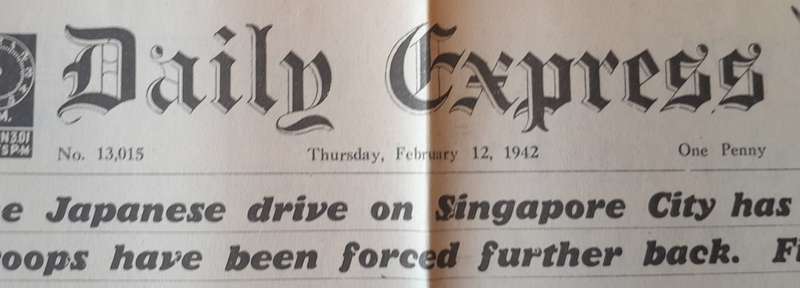 Daily Express
M.
No. 13,015
Thursday, February 12, 1942
One Penny
Japanese drive on Singapore City has
have been forced further back.